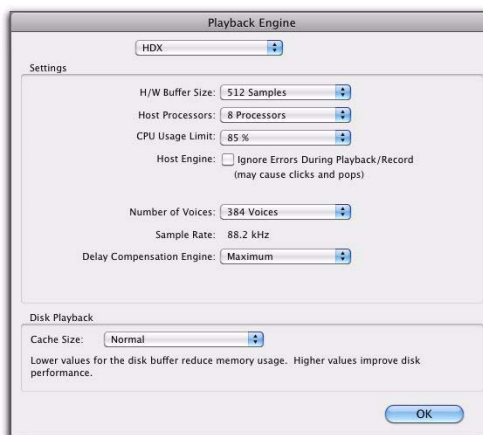 Playback Engine
HDX
Settings
H/W Buffer Size: 512 Samples
Host Processors: 8 Processors
CPU Usage Limit: 85 %
Host Engine: Ignore Errors During Playback/Record
(may cause clicks and pops)
Number of Voices: 384 Voices
Sample Rate: 88.2 kHz
Delay Compensation Engine: Maximum
Disk Playback
Cache Size: Normal
Lower values for the disk buffer reduce memory usage. Higher values improve disk
performance.
OK